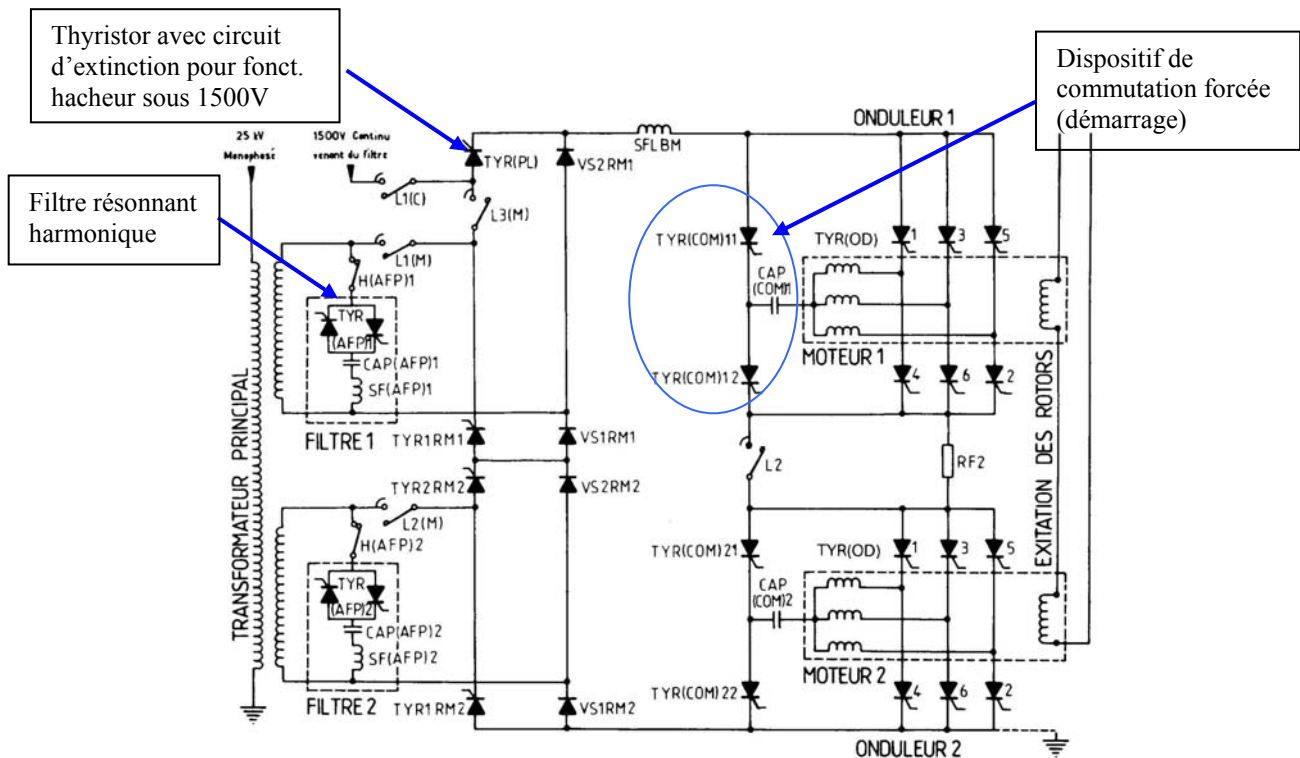 Thyristor avec circuit
d'extinction pour fonct.
hacheur sous 1500V
Dispositif de
commutation forcée
(démarrage)
Filtre résonnant
harmonique
25 kV
Monophasé
1500V Continu
venant du filtre
TYR(PL)
VS2RM1
SFLBM
ONDULEUR 1
L1(C)
L3(M)
L1(M)
H(AFP)1
TYR
(AFP)1
CAP(AFP)1
SF(AFP)1
FILTRE 1
TYR1RM1
VS1RM1
TYR2RM2
VS2RM2
L2(M)
H(AFP)2
TYR
(AFP)2
CAP(AFP)2
SF(AFP)2
FILTRE 2
TYR1RM2
VS1RM2
TRANSFORMATEUR PRINCIPAL
TYR(COM)11
CAP
(COM)1
TYR(COM)12
TYR(OD)
1
3
5
MOTEUR 1
4
6
2
L2
RF2
TYR(COM)21
CAP
(COM)2
TYR(COM)22
TYR(OD)
1
3
5
MOTEUR 2
4
6
2
EXITATION DES ROTORS
ONDULEUR 2